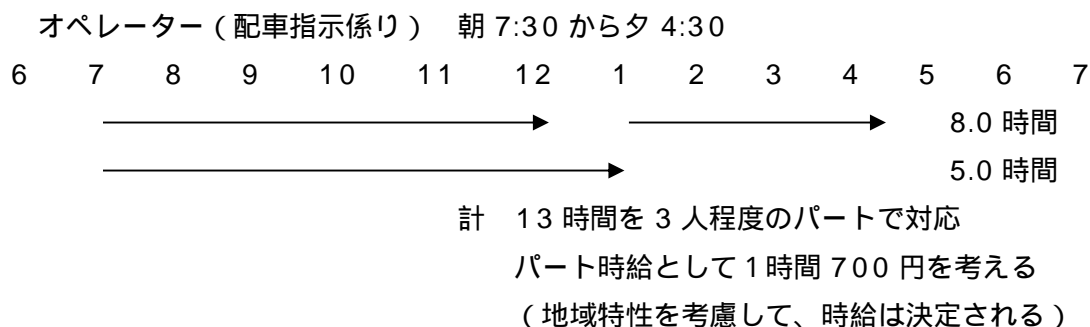 オペレーター（配車指示係り）　朝 7:30 から夕 4:30
6 7 8 9 10 11 12 1 2 3 4 5 6 7
8.0 時間
5.0 時間
計　13 時間を 3 人程度のパートで対応
パート時給として 1 時間 700 円を考える
（地域特性を考慮して、時給は決定される）